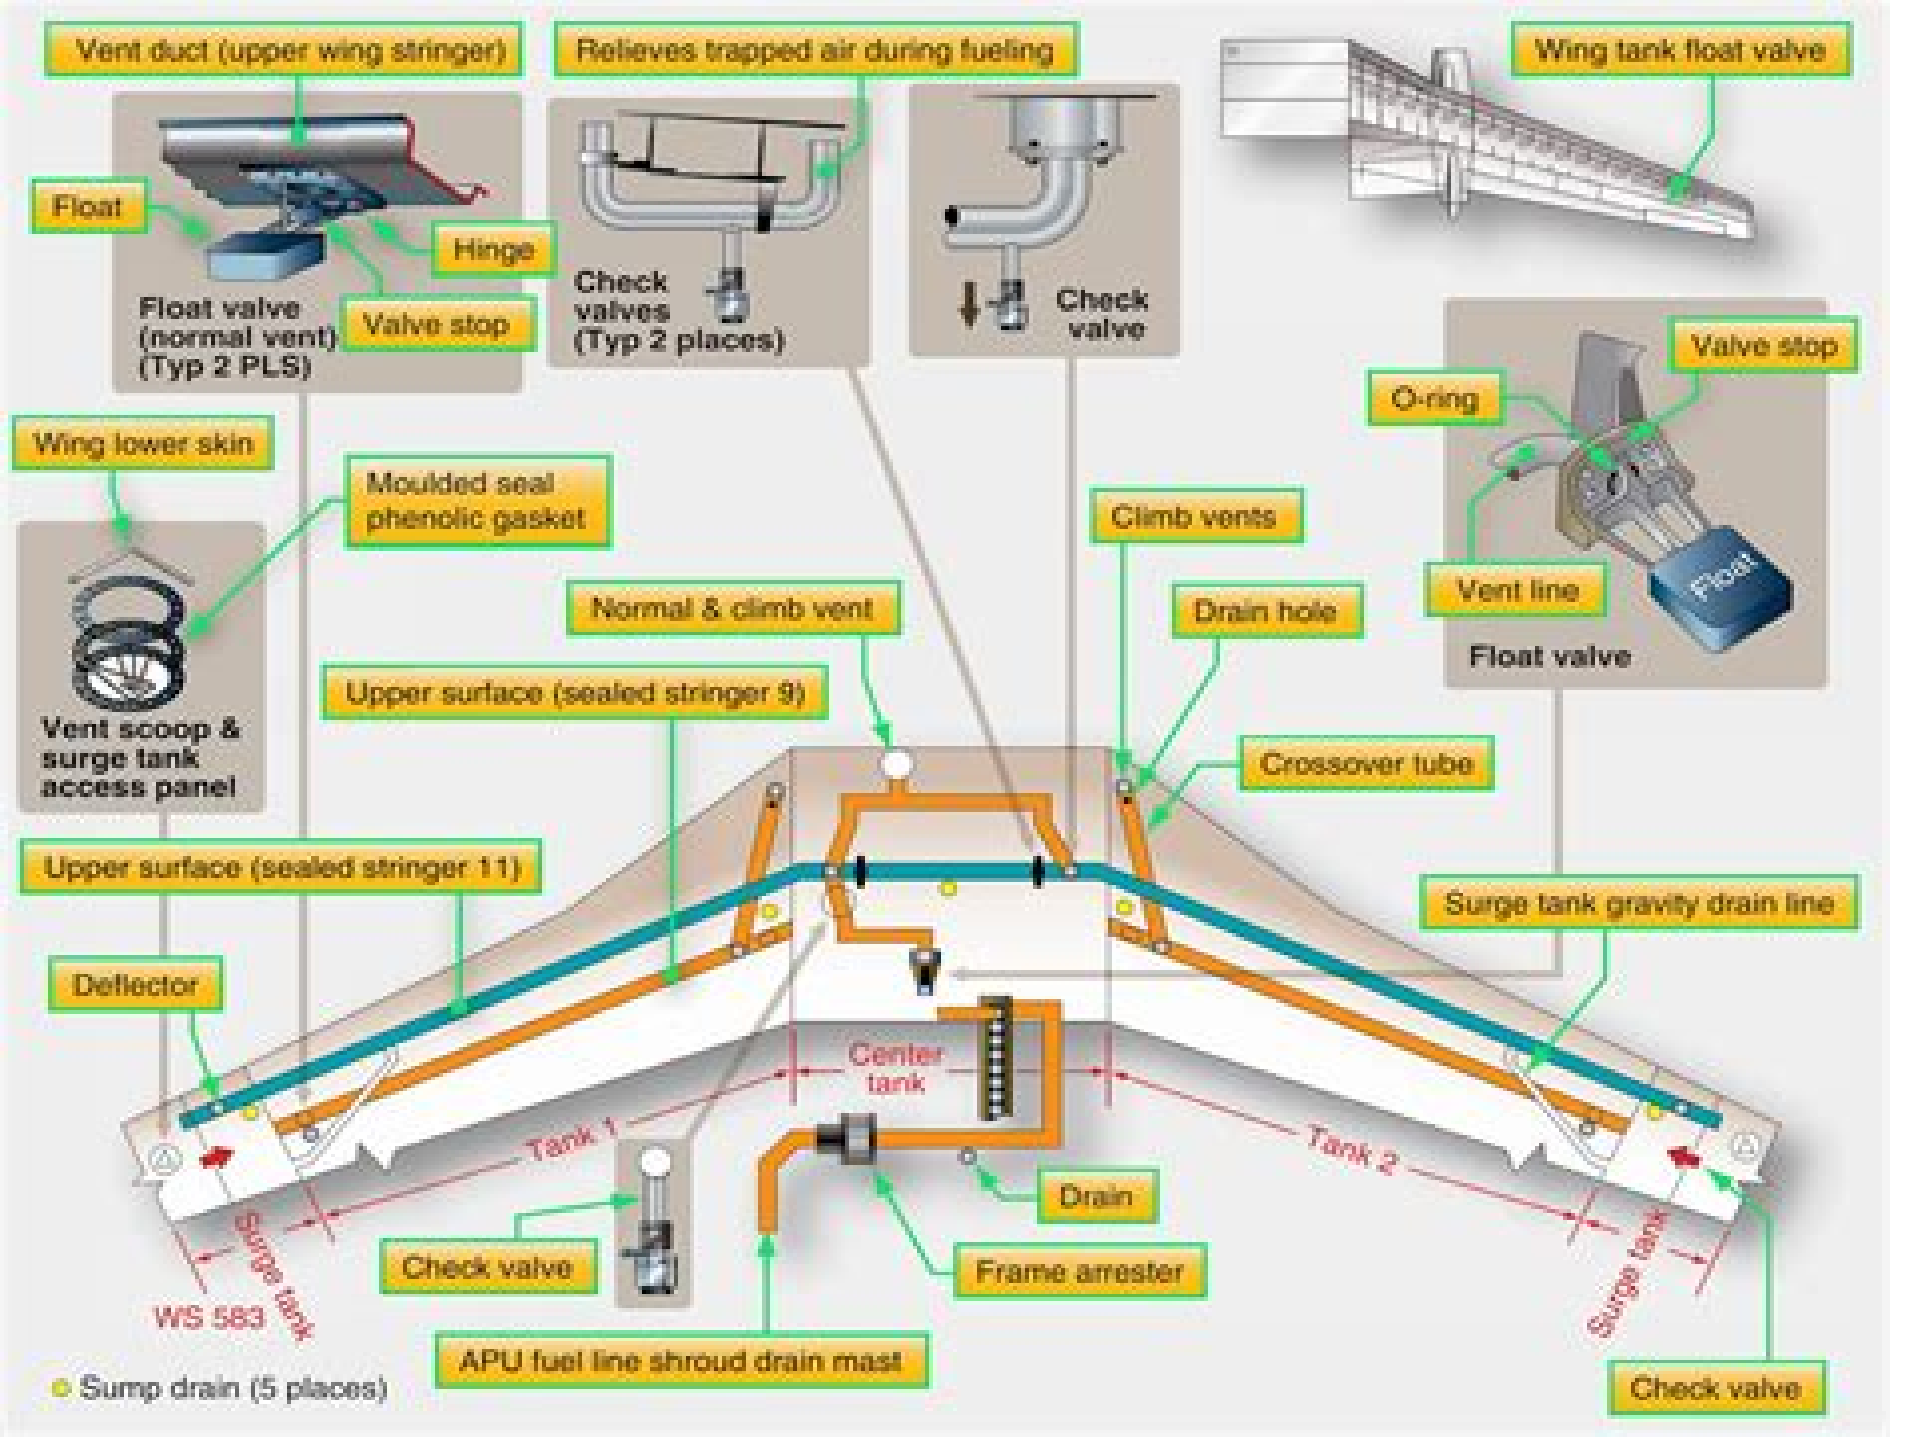 Vent duct (upper wing stringer)
Relieves trapped air during fueling
Wing tank float valve
Float
Hinge
Valve stop
Float valve
(normal vent)
(Typ 2 PLS)
Check
valves
(Typ 2 places)
Check
valve
Valve stop
O-ring
Vent line
Float
Float valve
Wing lower skin
Moulded seal
phenolic gasket
Vent scoop &
surge tank
access panel
Climb vents
Normal & climb vent
Drain hole
Upper surface (sealed stringer 9)
Crossover tube
Upper surface (sealed stringer 11)
Surge tank gravity drain line
Deflector
Center
tank
Tank 1
Tank 2
Surge tank
Surge tank
WS 583
Drain
Check valve
Frame arrester
APU fuel line shroud drain mast
Check valve
Sump drain (5 places)